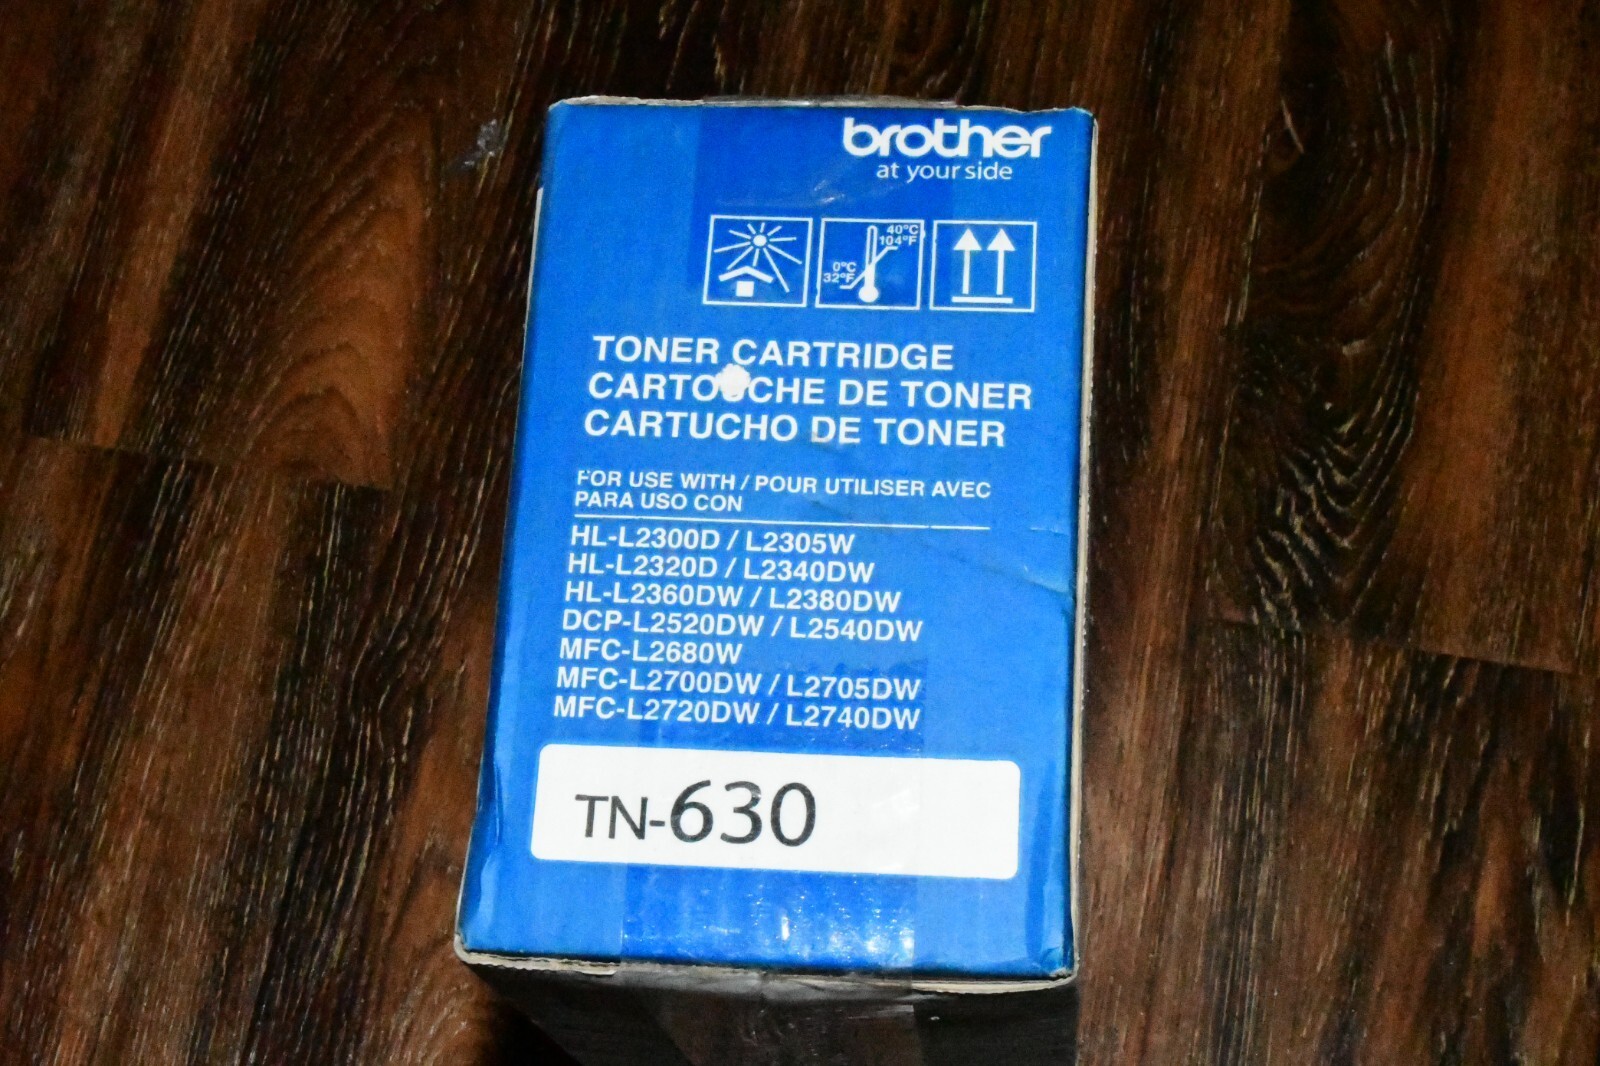 brother
at your side
40°C
104°F
0°C
32°F
TONER CARTRIDGE
CARTOUCHE DE TONER
CARTUCHO DE TONER
FOR USE WITH / POUR UTILISER AVEC
PARA USO CON
HL-L2300D / L2305W
HL-L2320D / L2340DW
HL-L2360DW / L2380DW
DCP-L2520DW / L2540DW
MFC-L2680W
MFC-L2700DW / L2705DW
MFC-L2720DW / L2740DW
TN-630